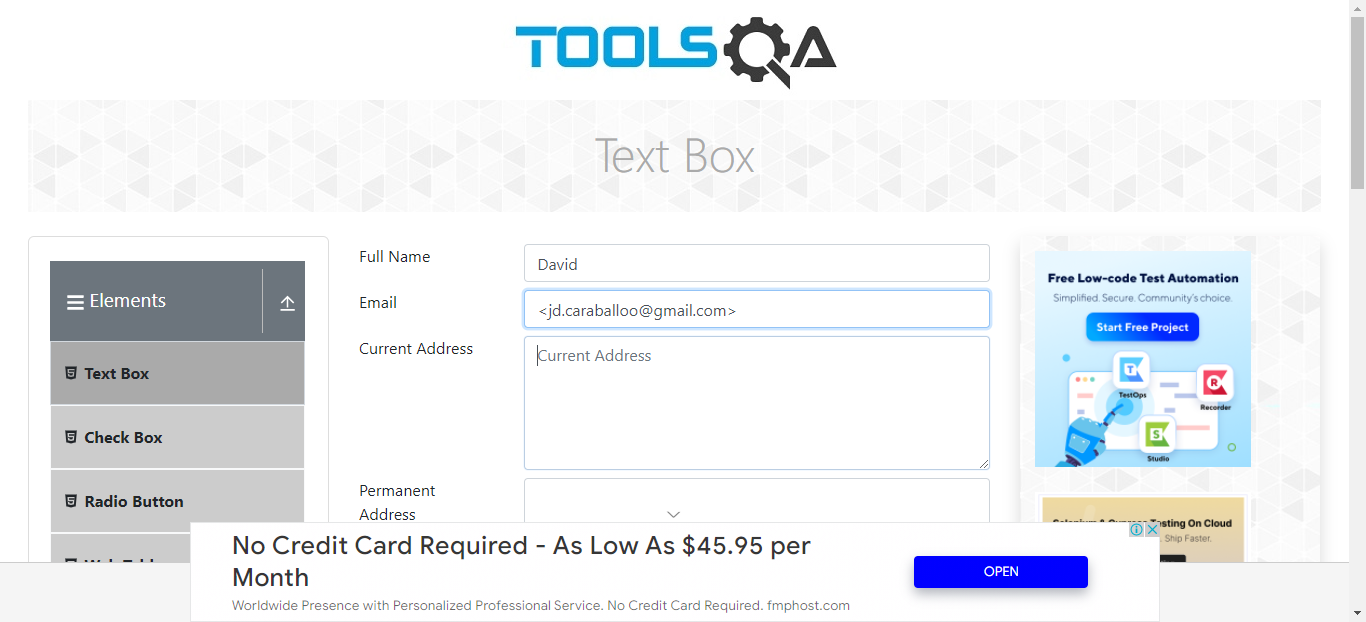 TOOLSQA
Text Box
Elements
Text Box
Check Box
Radio Button
Full Name
David
Email
<jd.caraballoo@gmail.com>
Current Address
Current Address
Permanent
Address
Free Low-code Test Automation
Simplified. Secure. Community's choice.
Start Free Project
TestOps
Recorder
Studio
Testing On Cloud
Ship Faster.
No Credit Card Required - As Low As $45.95 per
Month
Worldwide Presence with Personalized Professional Service. No Credit Card Required. fmphost.com
OPEN